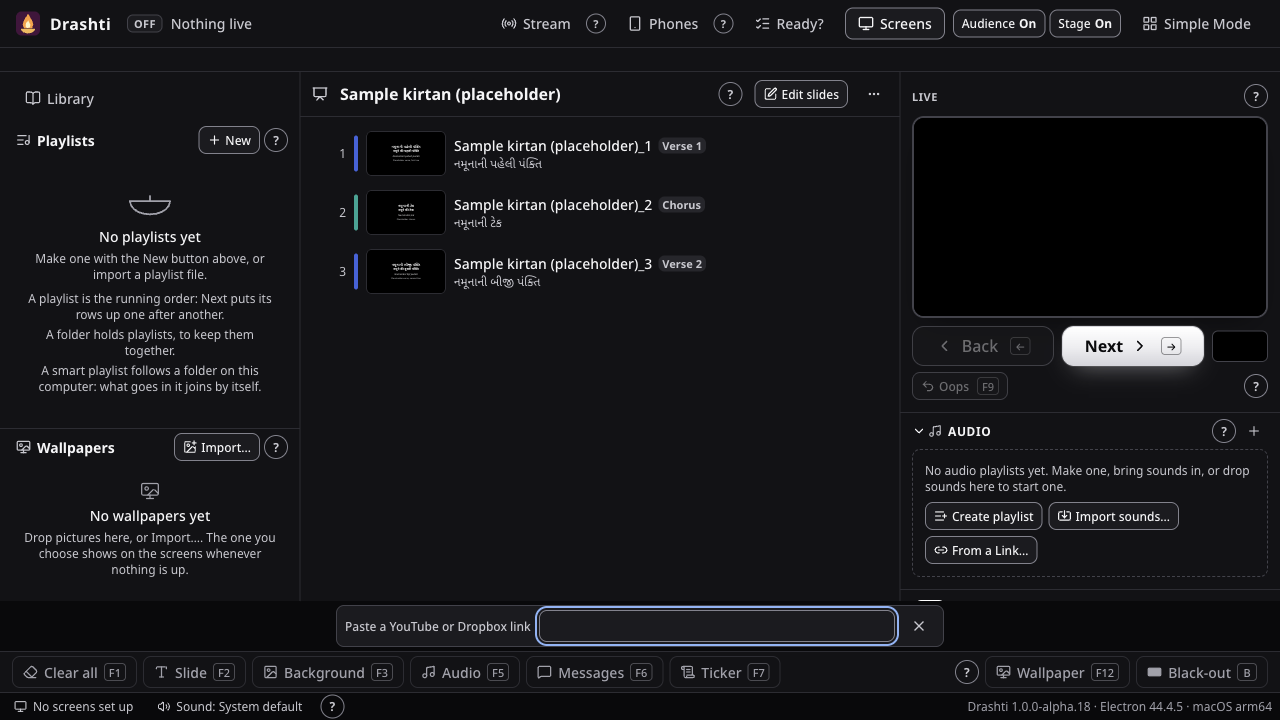 Drashti OFF Nothing live Stream ? Phones ? Ready? Screens Audience On Stage On Simple Mode
Library
Playlists New ?
No playlists yet
Make one with the New button above, or
import a playlist file.
A playlist is the running order: Next puts its
rows up one after another.
A folder holds playlists, to keep them
together.
A smart playlist follows a folder on this
computer: what goes in it joins by itself.
Wallpapers Import... ?
No wallpapers yet
Drop pictures here, or Import.... The one you
choose shows on the screens whenever
nothing is up.
Sample kirtan (placeholder) ? Edit slides ...
1 Sample kirtan (placeholder)_1 Verse 1
નમૂનાની પહેલી પંક્તિ
2 Sample kirtan (placeholder)_2 Chorus
નમૂનાની ટેક
3 Sample kirtan (placeholder)_3 Verse 2
નમૂનાની બીજી પંક્તિ
LIVE ?
Back ← Next →
Oops F9 ?
AUDIO ? +
No audio playlists yet. Make one, bring sounds in, or drop
sounds here to start one.
Create playlist Import sounds...
From a Link...
Paste a YouTube or Dropbox link
Clear all F1 Slide F2 Background F3 Audio F5 Messages F6 Ticker F7 ? Wallpaper F12 Black-out B
No screens set up Sound: System default ? Drashti 1.0.0-alpha.18 · Electron 44.4.5 · macOS arm64